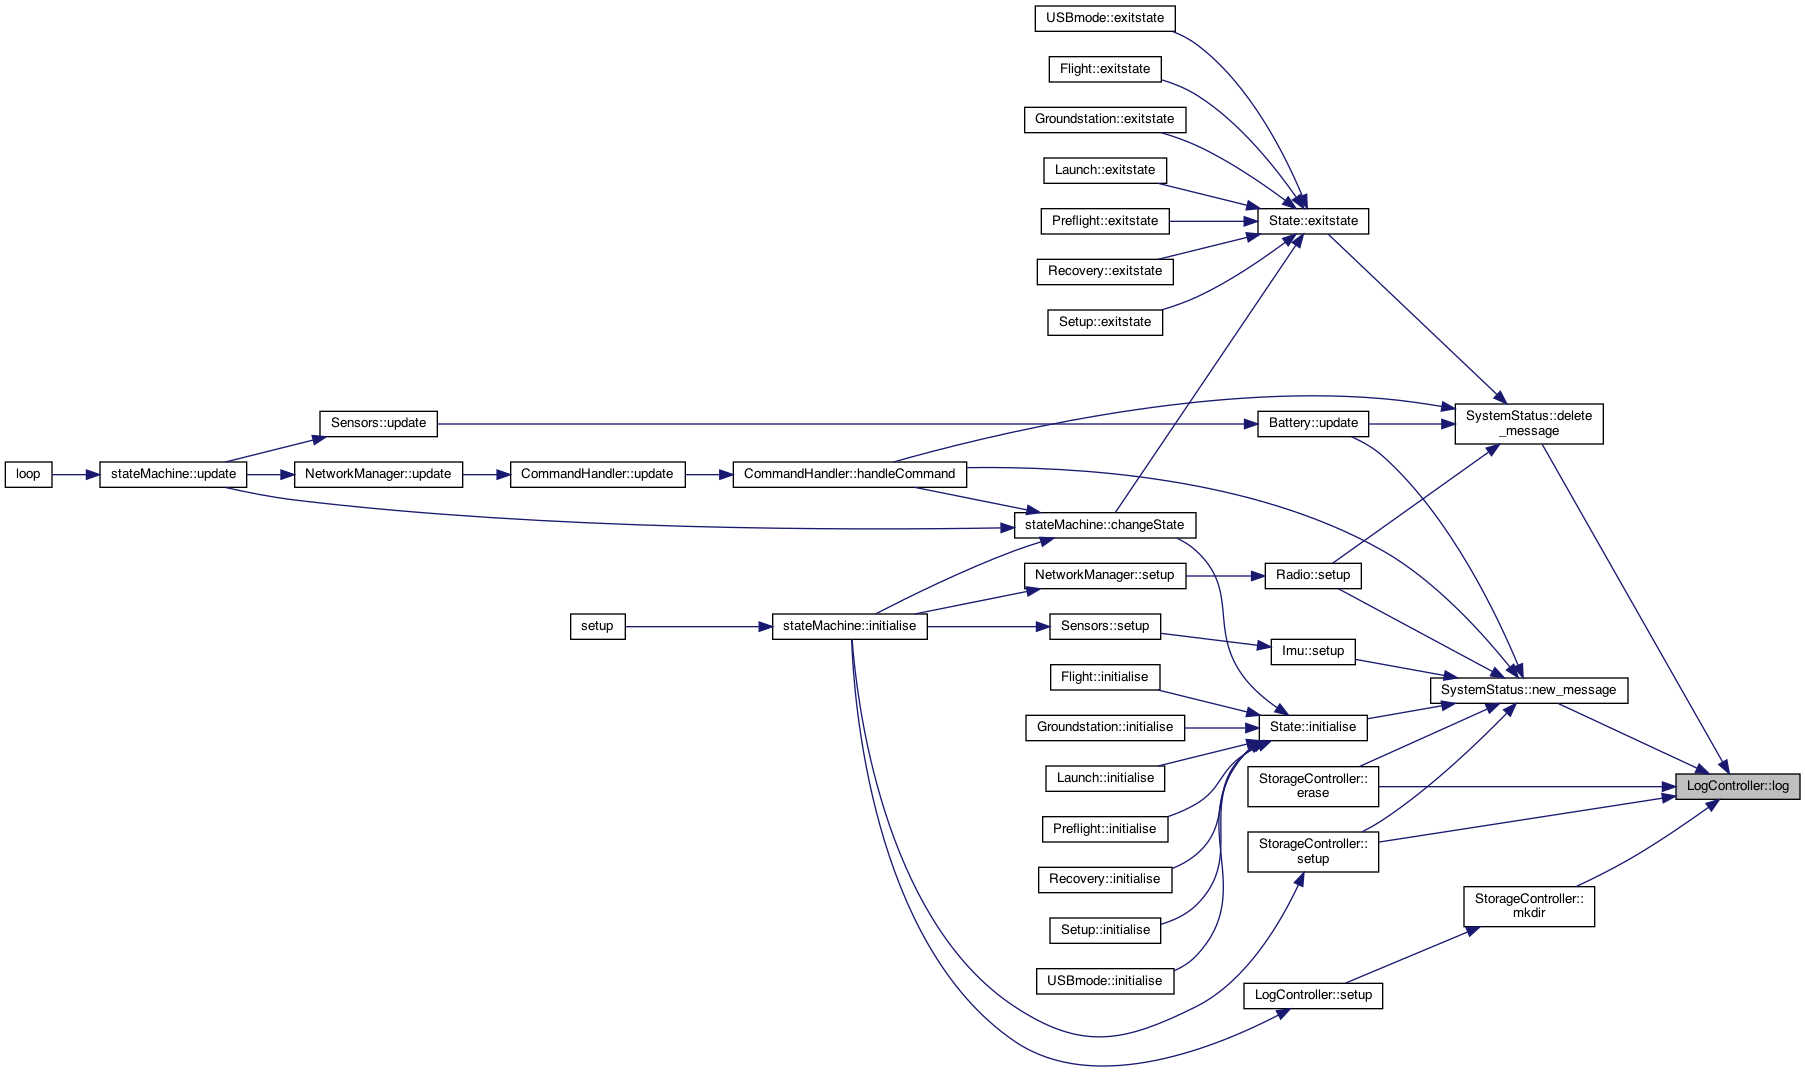 USBmode::exitstate
Flight::exitstate
Groundstation::exitstate
Launch::exitstate
Preflight::exitstate
State::exitstate
Recovery::exitstate
Setup::exitstate
Sensors::update
Battery::update
SystemStatus::delete
_message
loop
stateMachine::update
NetworkManager::update
CommandHandler::update
CommandHandler::handleCommand
stateMachine::changeState
NetworkManager::setup
Radio::setup
setup
stateMachine::initialise
Sensors::setup
Imu::setup
Flight::initialise
SystemStatus::new_message
Groundstation::initialise
State::initialise
Launch::initialise
StorageController::
erase
LogController::log
Preflight::initialise
StorageController::
setup
Recovery::initialise
StorageController::
mkdir
Setup::initialise
USBmode::initialise
LogController::setup